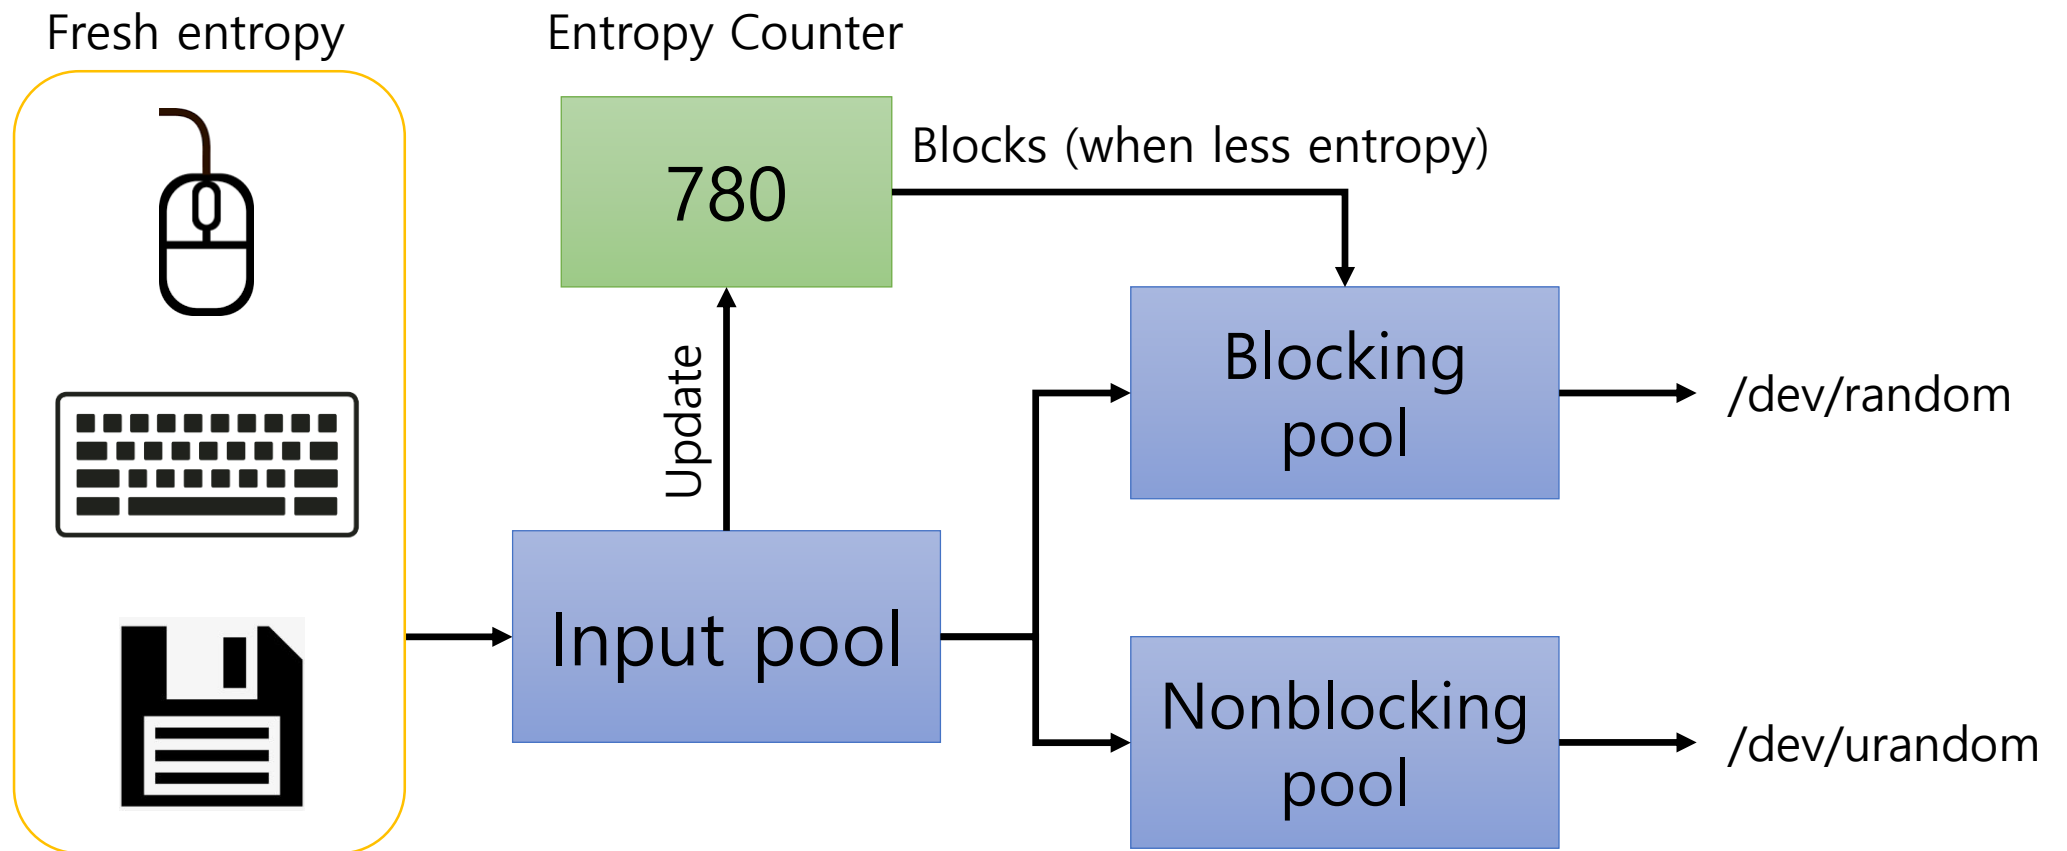 Fresh entropy
Entropy Counter
780
Blocks (when less entropy)
Update
Blocking
pool
/dev/random
Input pool
Nonblocking
pool
/dev/urandom